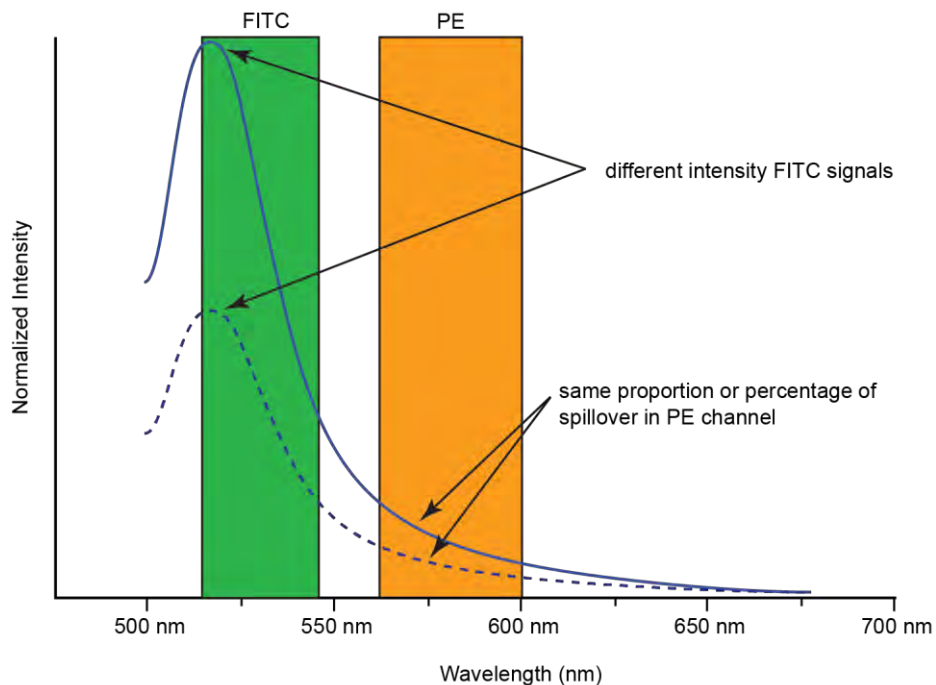 FITC
PE
different intensity FITC signals
Normalized Intensity
same proportion or percentage of
spillover in PE channel
500 nm
550 nm
600 nm
650 nm
700 nm
Wavelength (nm)